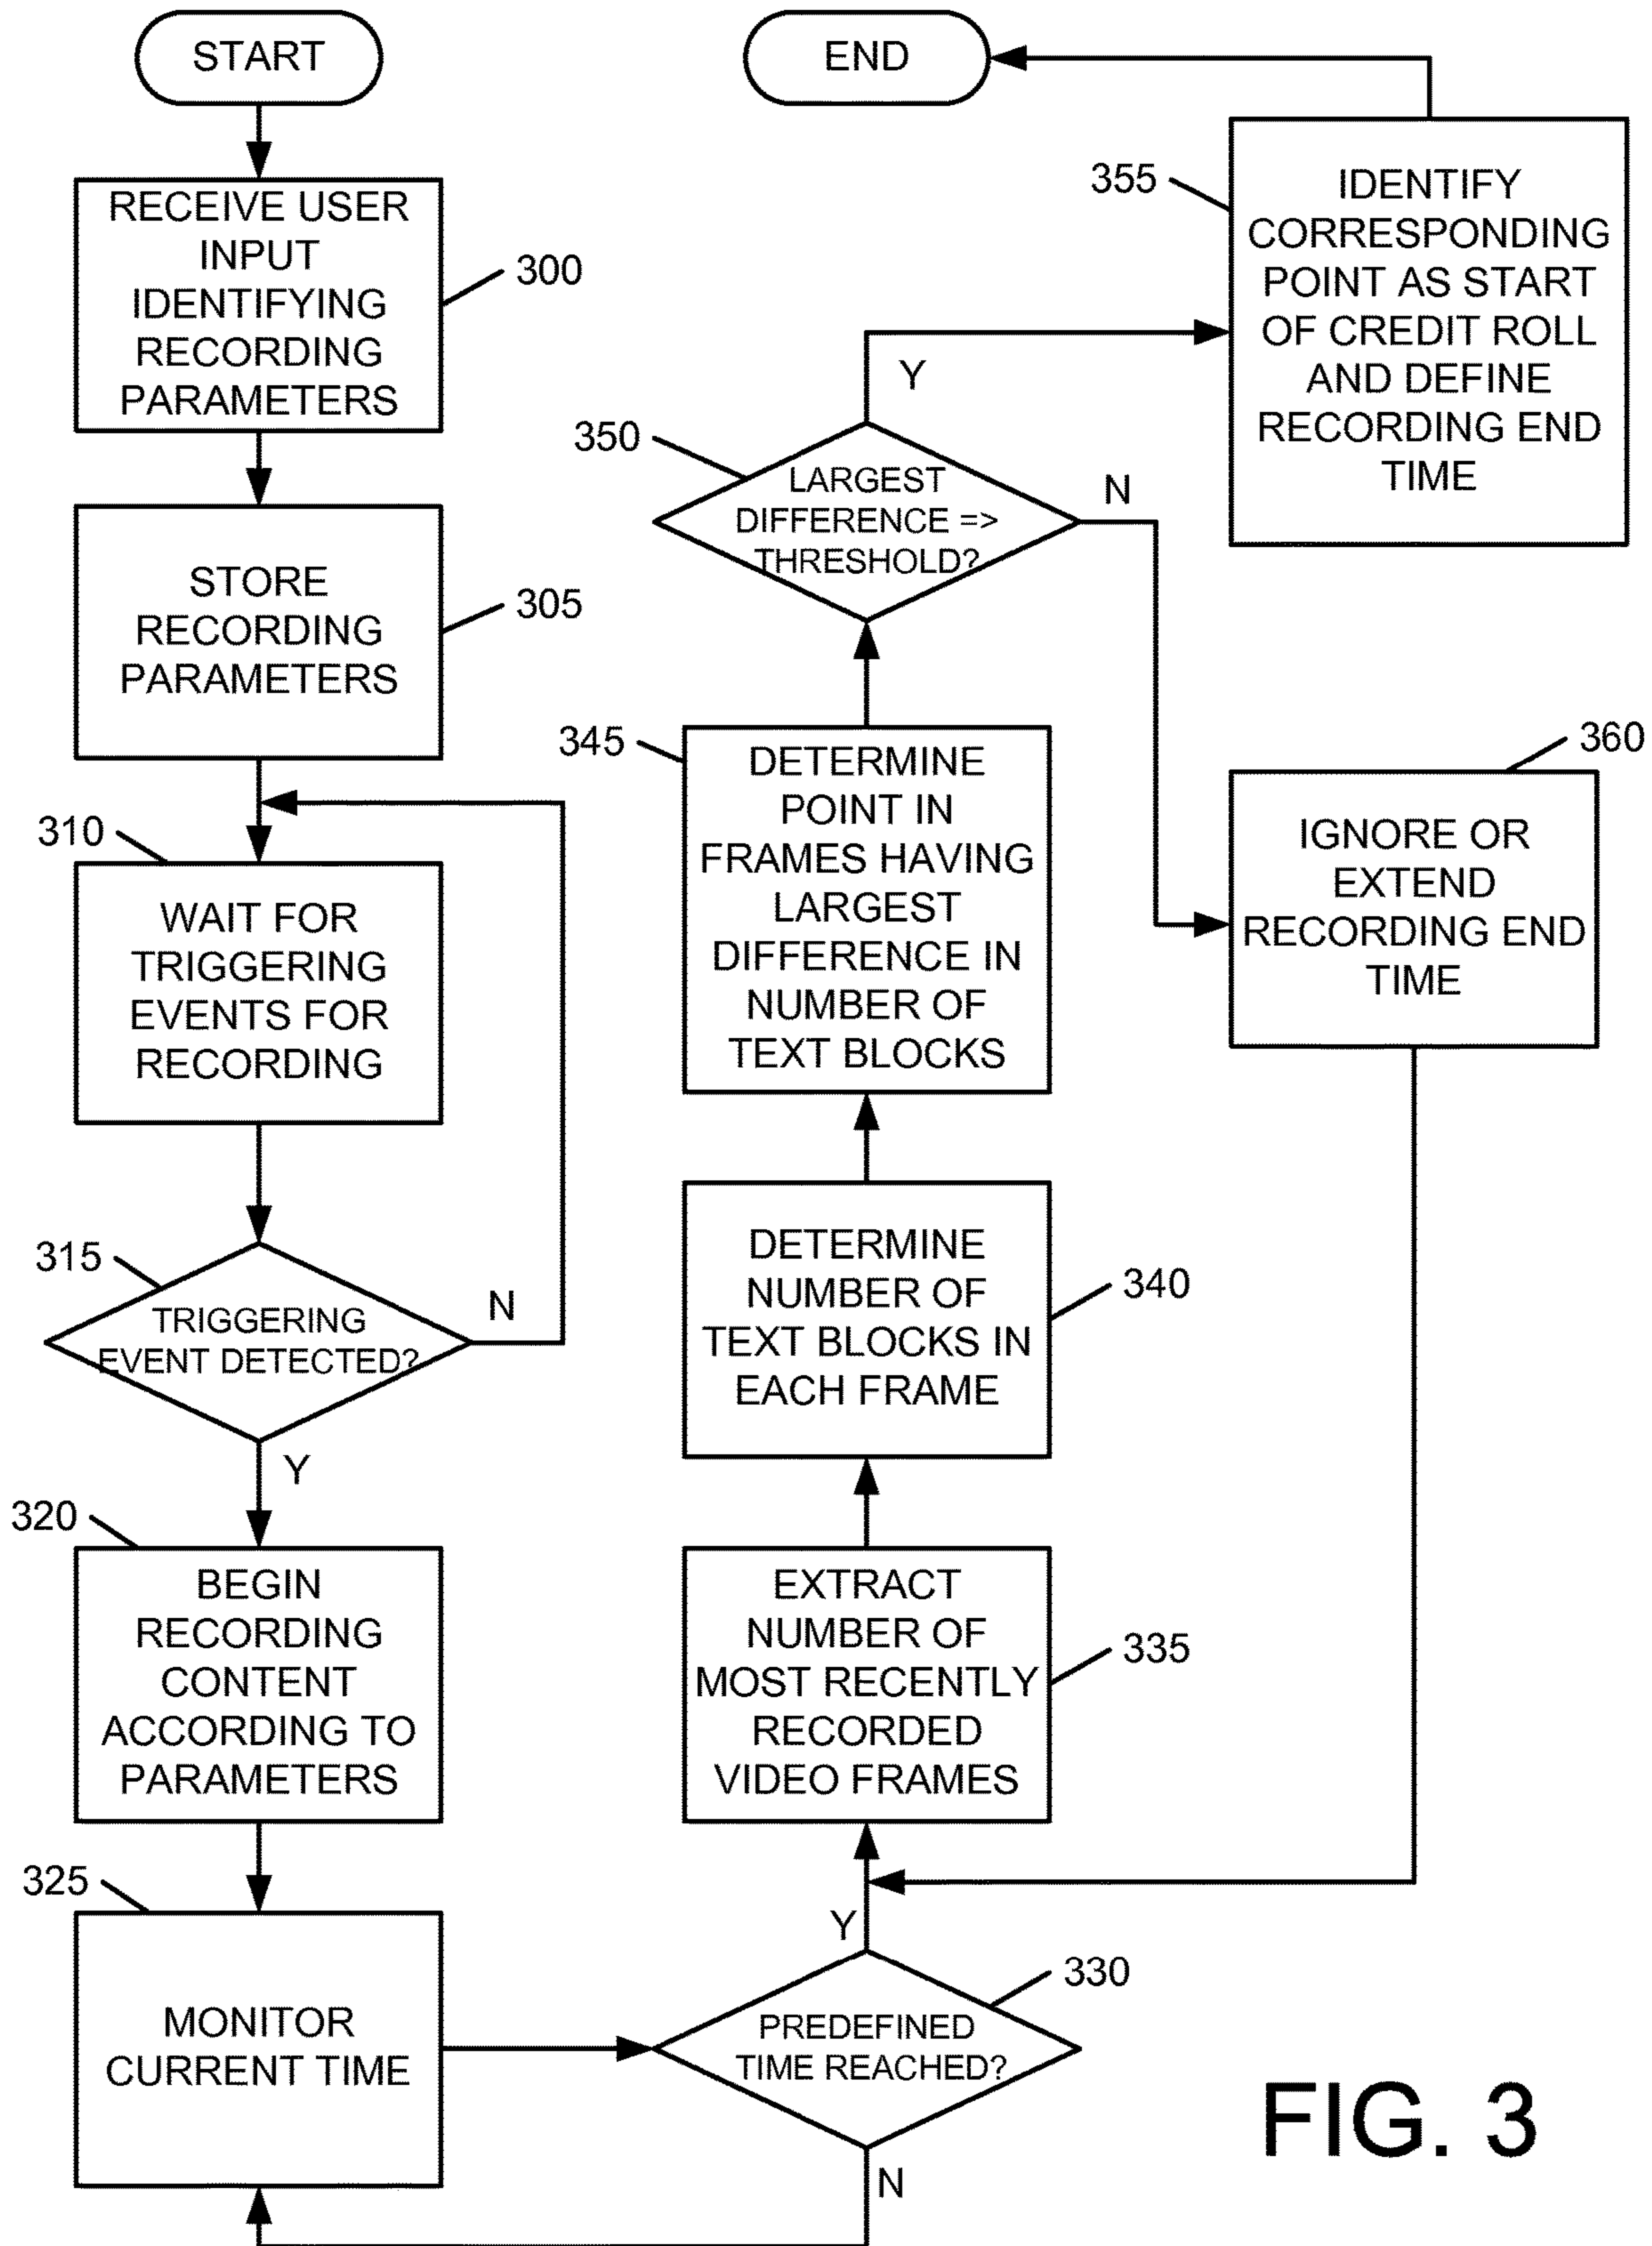 START
RECEIVE USER
INPUT
IDENTIFYING
RECORDING
PARAMETERS
300
STORE
RECORDING
PARAMETERS
305
310
WAIT FOR
TRIGGERING
EVENTS FOR
RECORDING
315
TRIGGERING
EVENT DETECTED?
N
Y
320
BEGIN
RECORDING
CONTENT
ACCORDING TO
PARAMETERS
325
MONITOR
CURRENT TIME
330
PREDEFINED
TIME REACHED?
N
Y
EXTRACT
NUMBER OF
MOST RECENTLY
RECORDED
VIDEO FRAMES
335
DETERMINE
NUMBER OF
TEXT BLOCKS IN
EACH FRAME
340
345
DETERMINE
POINT IN
FRAMES HAVING
LARGEST
DIFFERENCE IN
NUMBER OF
TEXT BLOCKS
350
LARGEST
DIFFERENCE =>
THRESHOLD?
Y
N
355
IDENTIFY
CORRESPONDING
POINT AS START
OF CREDIT ROLL
AND DEFINE
RECORDING END
TIME
360
IGNORE OR
EXTEND
RECORDING END
TIME
END
FIG. 3